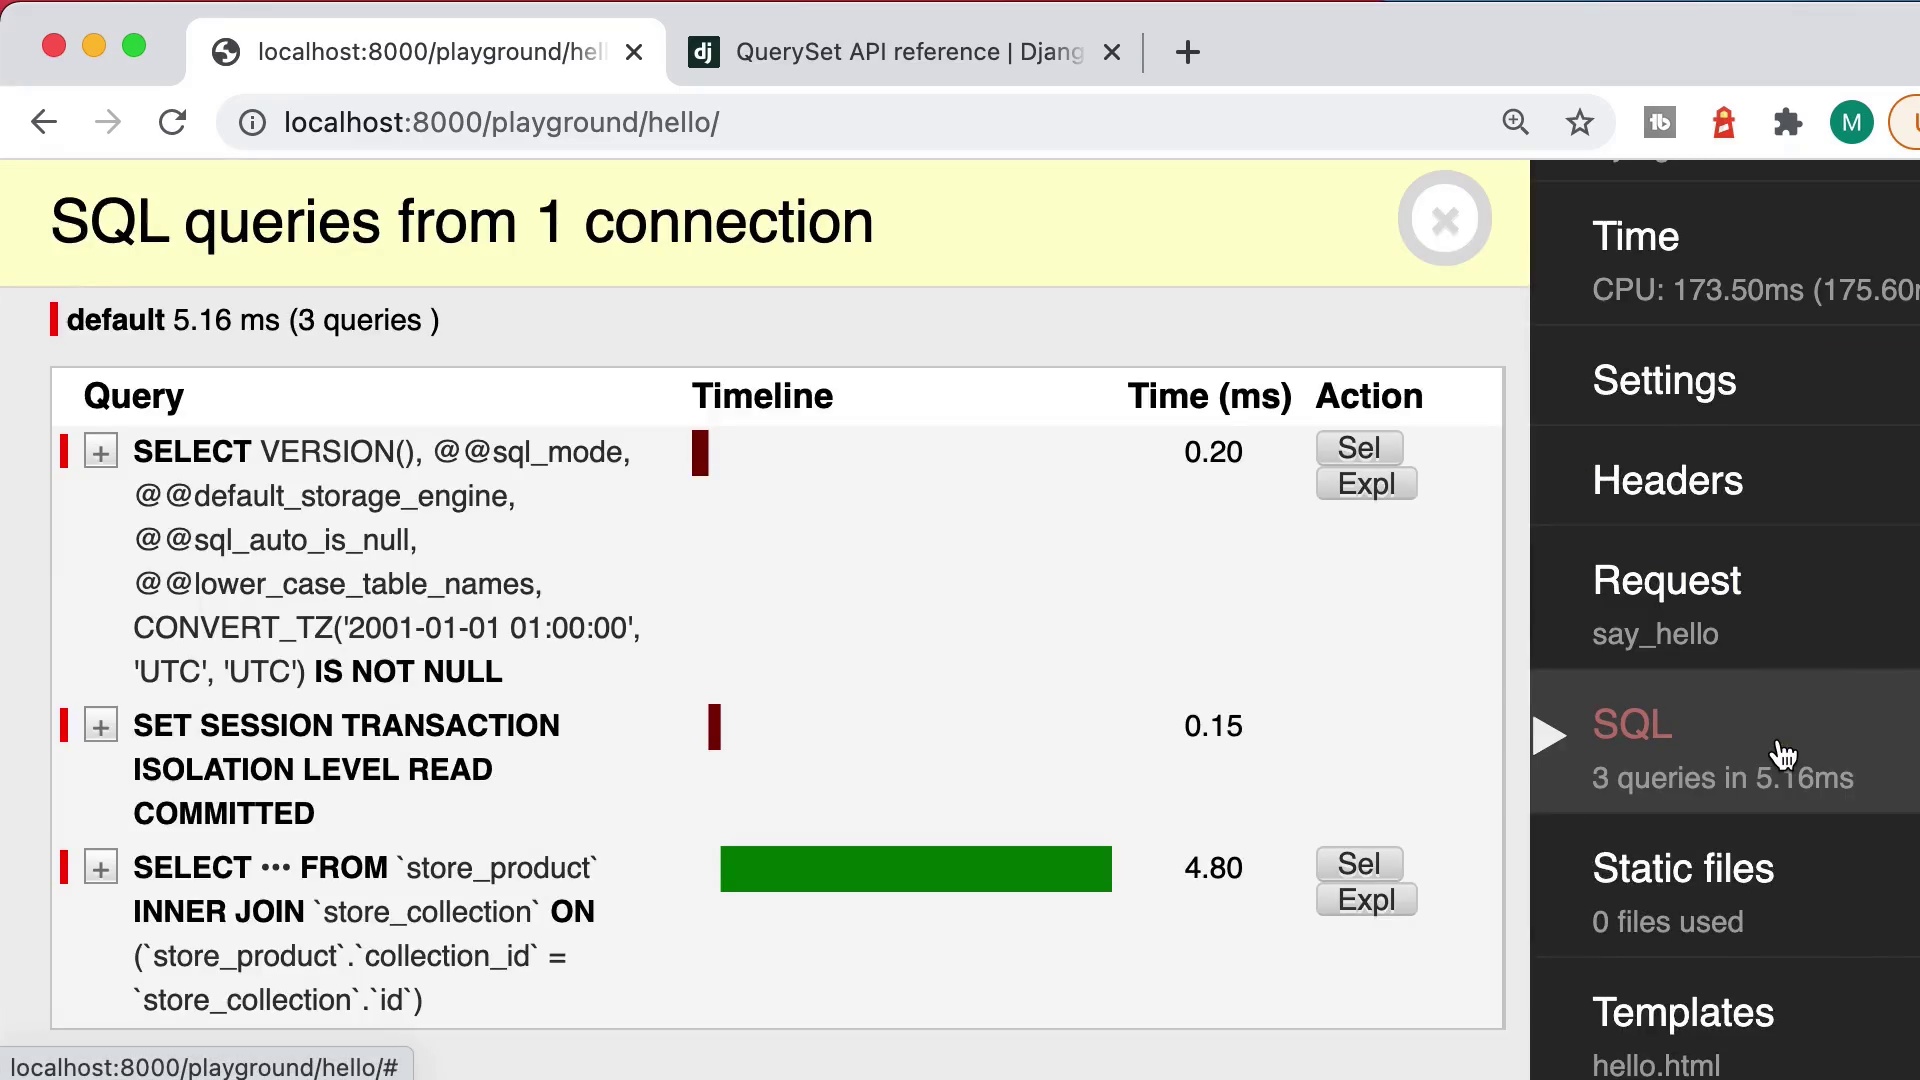 localhost:8000/playground/hel
QuerySet API reference | Djang
localhost:8000/playground/hello/
SQL queries from 1 connection
default 5.16 ms (3 queries )
Query Timeline Time (ms) Action
SELECT VERSION(), @@sql_mode, 0.20 Sel
Expl
@@default_storage_engine,
@@sql_auto_is_null,
@@lower_case_table_names,
CONVERT_TZ('2001-01-01 01:00:00',
'UTC', 'UTC') IS NOT NULL
SET SESSION TRANSACTION 0.15
ISOLATION LEVEL READ
COMMITTED
SELECT ••• FROM `store_product` 4.80 Sel
Expl
INNER JOIN `store_collection` ON
(`store_product`.`collection_id` =
`store_collection`.`id`)
Time
CPU: 173.50ms (175.60
Settings
Headers
Request
say_hello
SQL
3 queries in 5.16ms
Static files
0 files used
Templates
hello.html
localhost:8000/playground/hello/#
dj
tb
M